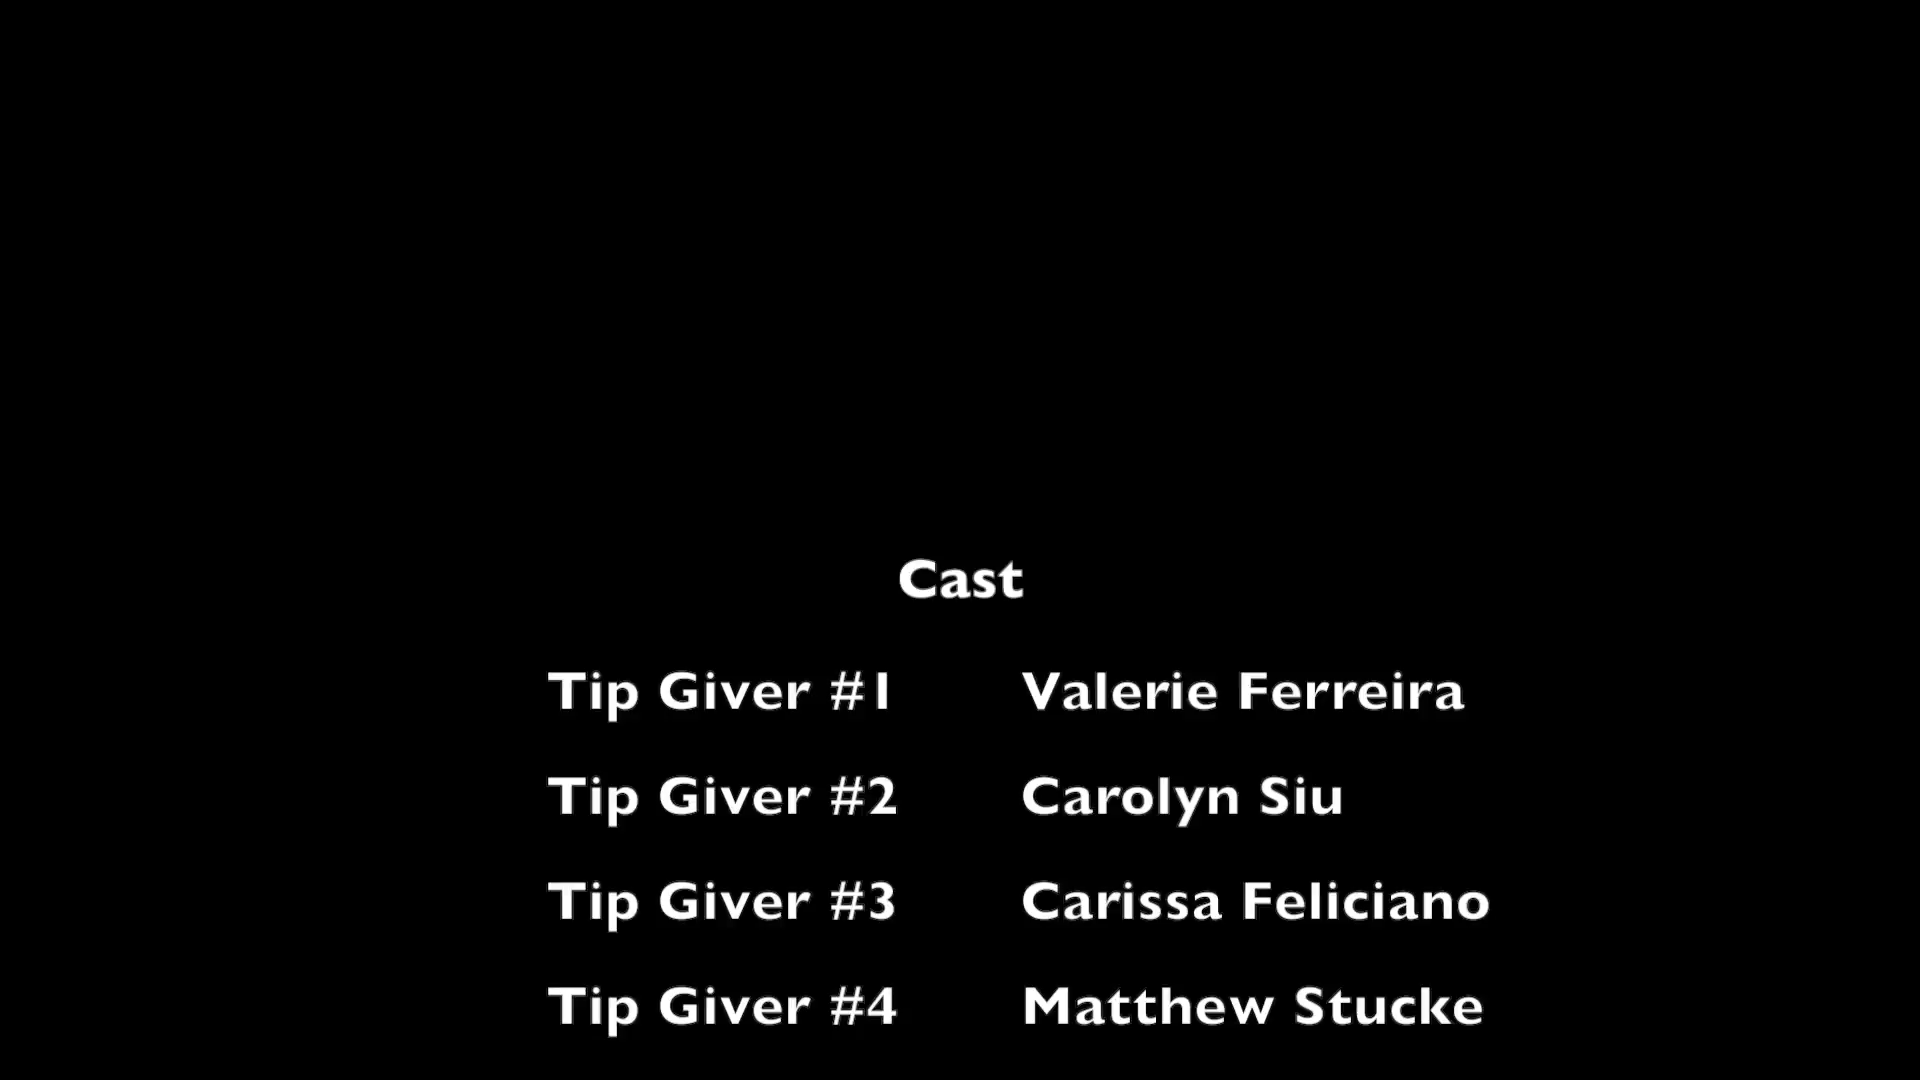 Cast
Tip Giver #1 Valerie Ferreira
Tip Giver #2 Carolyn Siu
Tip Giver #3 Carissa Feliciano
Tip Giver #4 Matthew Stucke